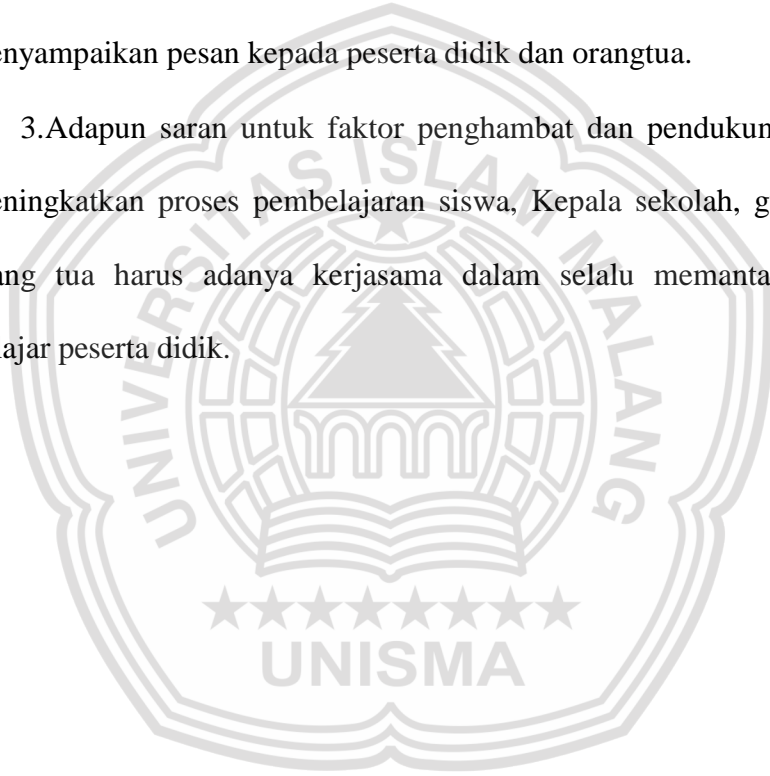 enyampaikan pesan kepada peserta didik dan orangtua.
3.Adapun saran untuk faktor penghambat dan pendukun
eningkatkan proses pembelajaran siswa, Kepala sekolah, g
ang tua harus adanya kerjasama dalam selalu memanta
ajar peserta didik.
UNIVERSITAS ISLAM MALANG
UNISMA